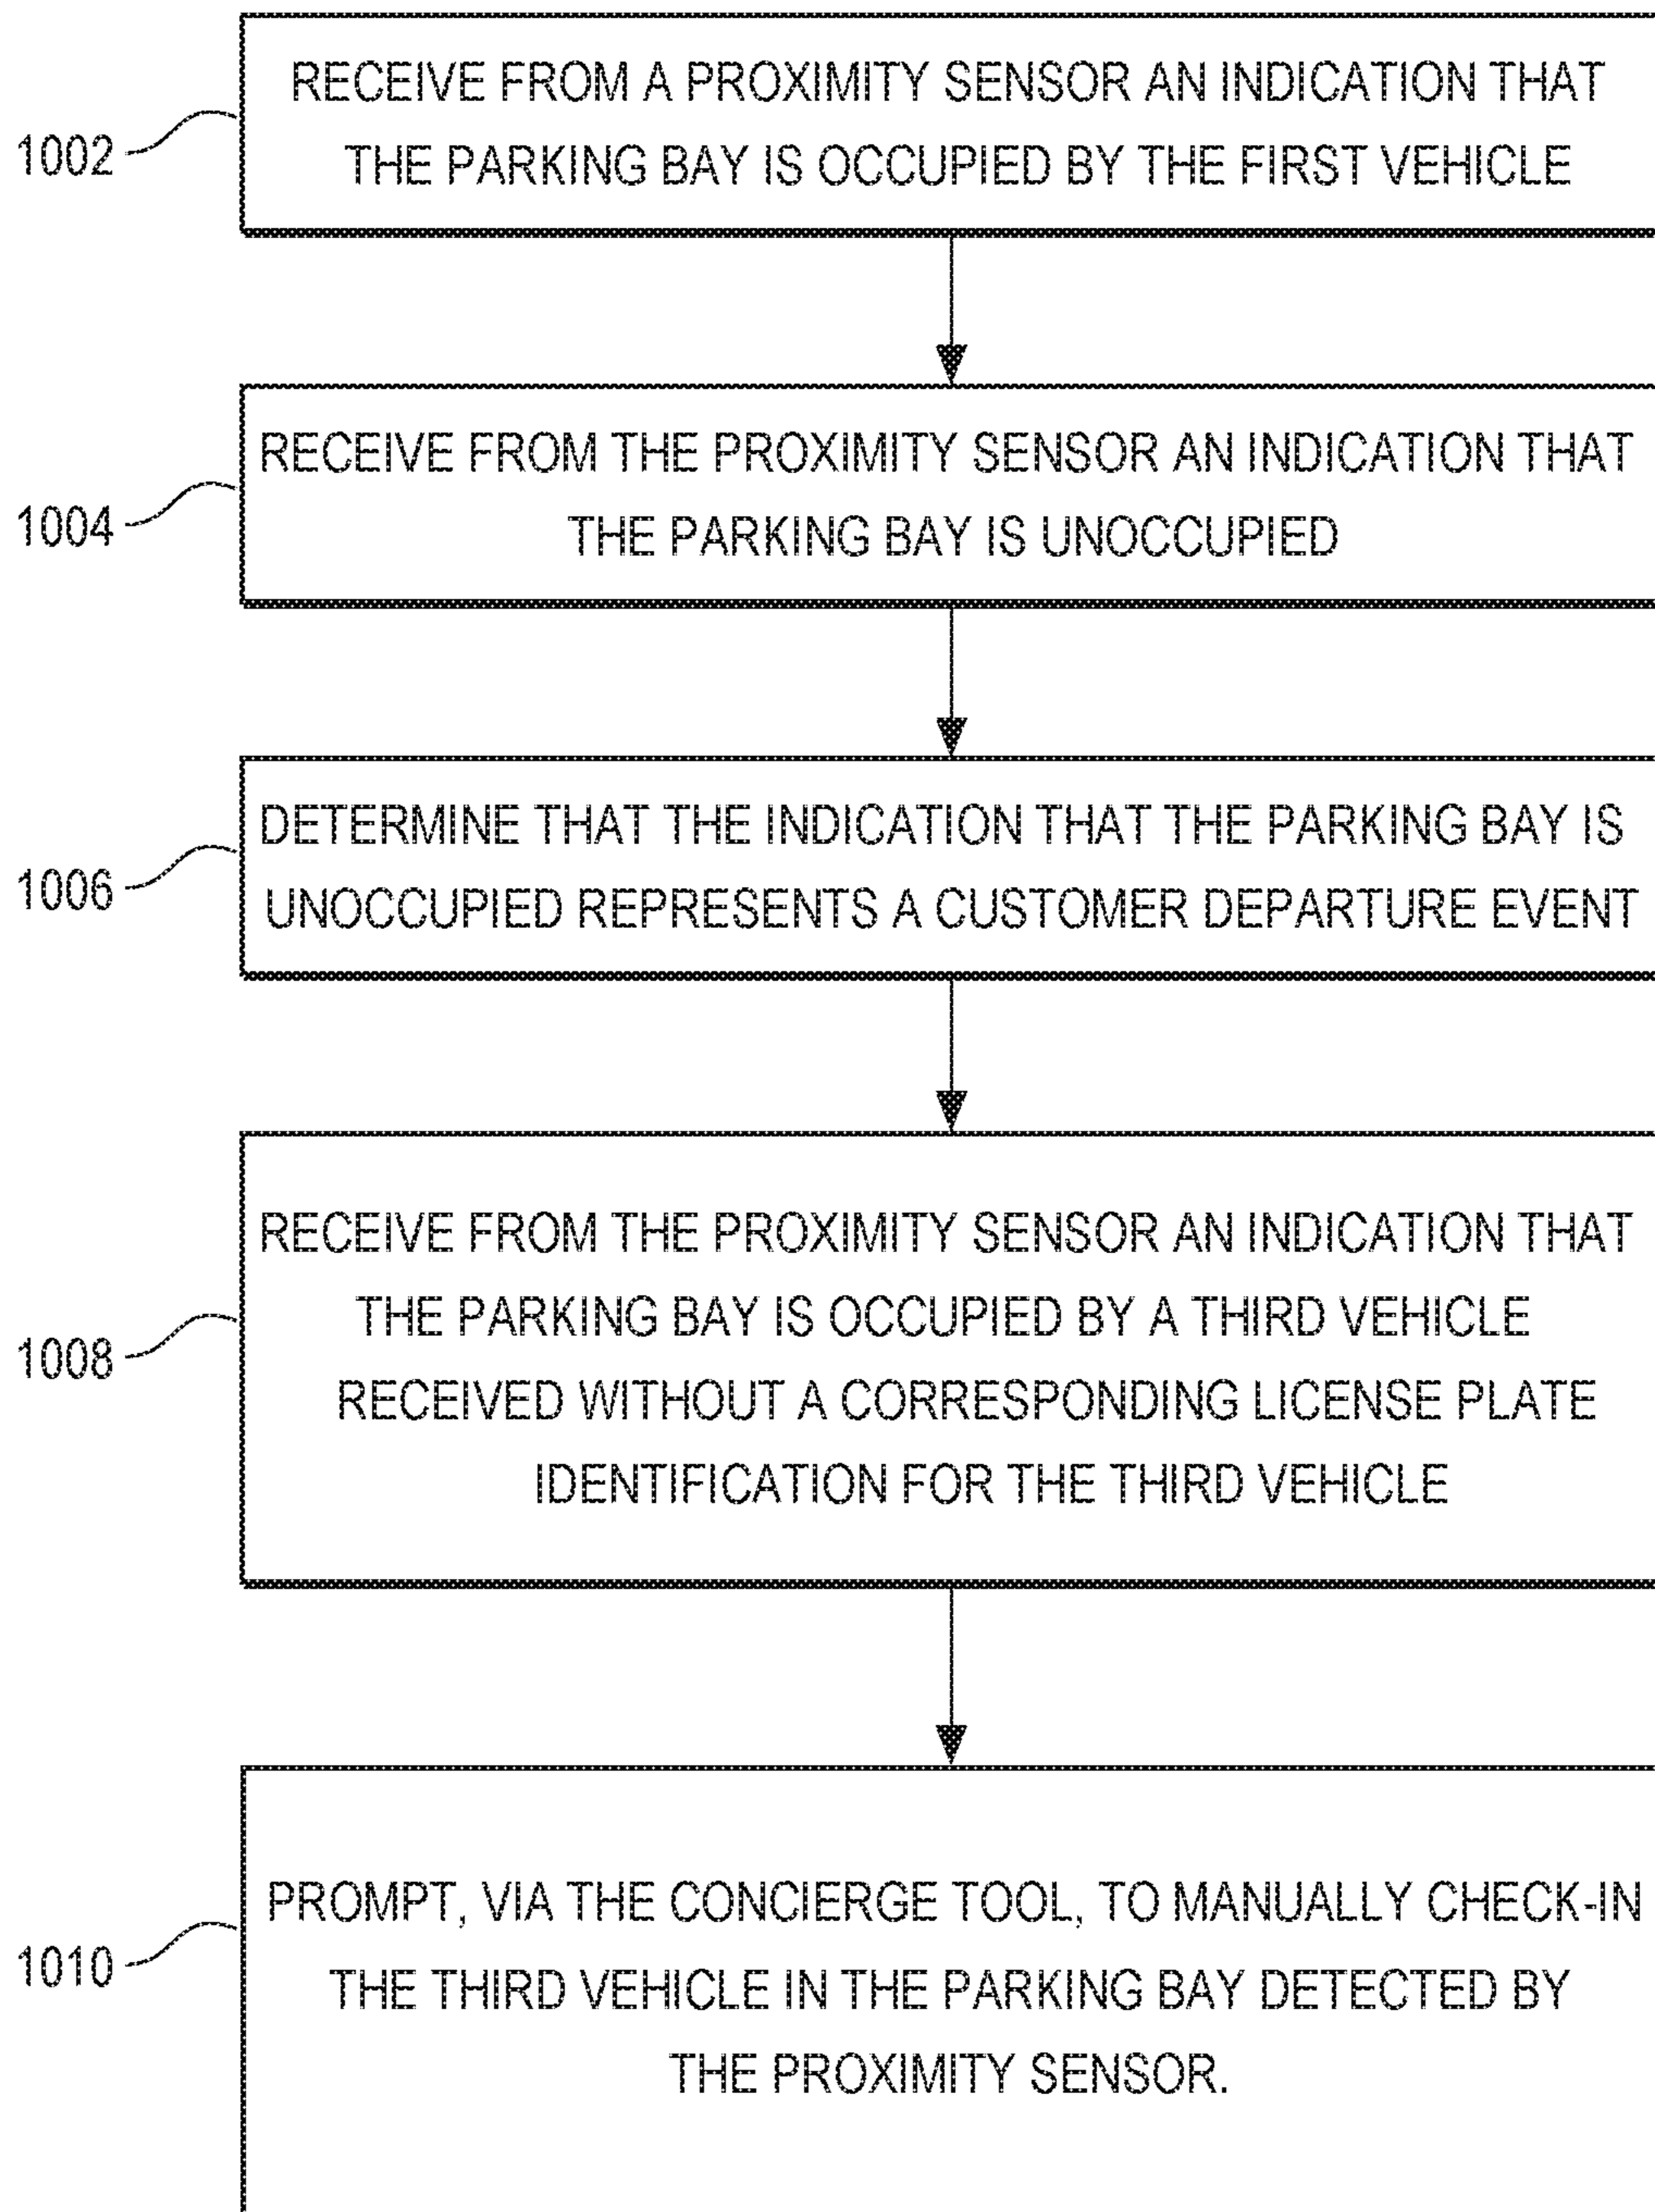 RECEIVE FROM A PROXIMITY SENSOR AN INDICATION THAT
1002
THE PARKING BAY IS OCCUPIED BY THE FIRST VEHICLE
RECEIVE FROM THE PROXIMITY SENSOR AN INDICATION THAT
1004
THE PARKING BAY IS UNOCCUPIED
DETERMINE THAT THE INDICATION THAT THE PARKING BAY IS
1006
UNOCCUPIED REPRESENTS A CUSTOMER DEPARTURE EVENT
RECEIVE FROM THE PROXIMITY SENSOR AN INDICATION THAT
THE PARKING BAY IS OCCUPIED BY A THIRD VEHICLE
1008
RECEIVED WITHOUT A CORRESPONDING LICENSE PLATE
IDENTIFICATION FOR THE THIRD VEHICLE
PROMPT, VIA THE CONCIERGE TOOL, TO MANUALLY CHECK-IN
1010
THE THIRD VEHICLE IN THE PARKING BAY DETECTED BY
THE PROXIMITY SENSOR.